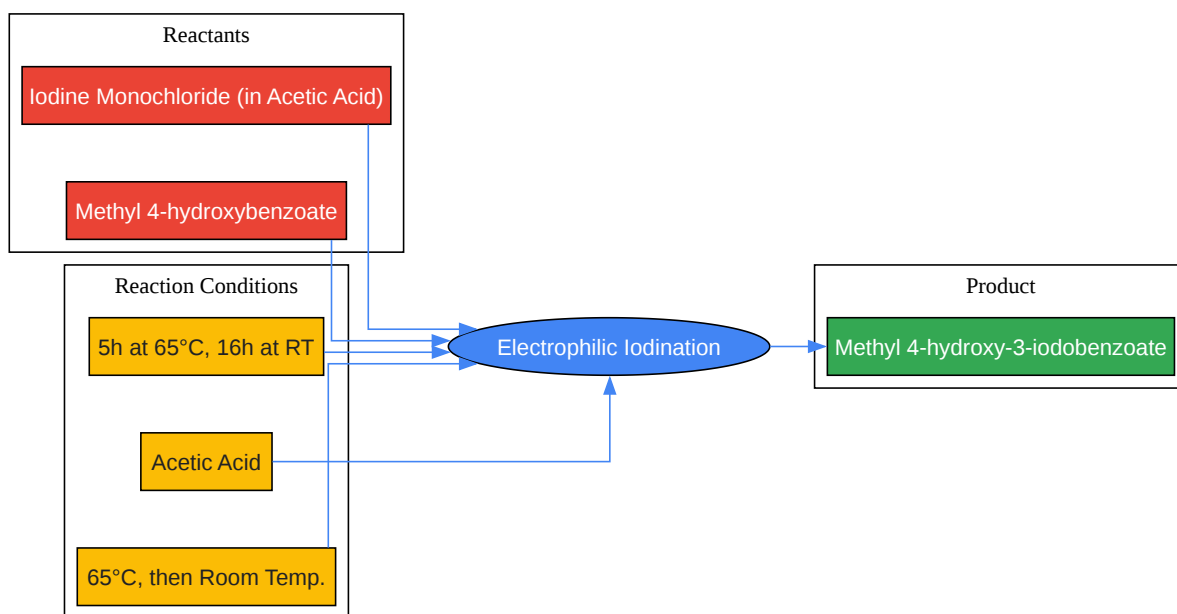 Reactants
Iodine Monochloride (in Acetic Acid)
Methyl 4-hydroxybenzoate
Reaction Conditions
5h at 65°C, 16h at RT
Acetic Acid
65°C, then Room Temp.
Electrophilic Iodination
Product
Methyl 4-hydroxy-3-iodobenzoate